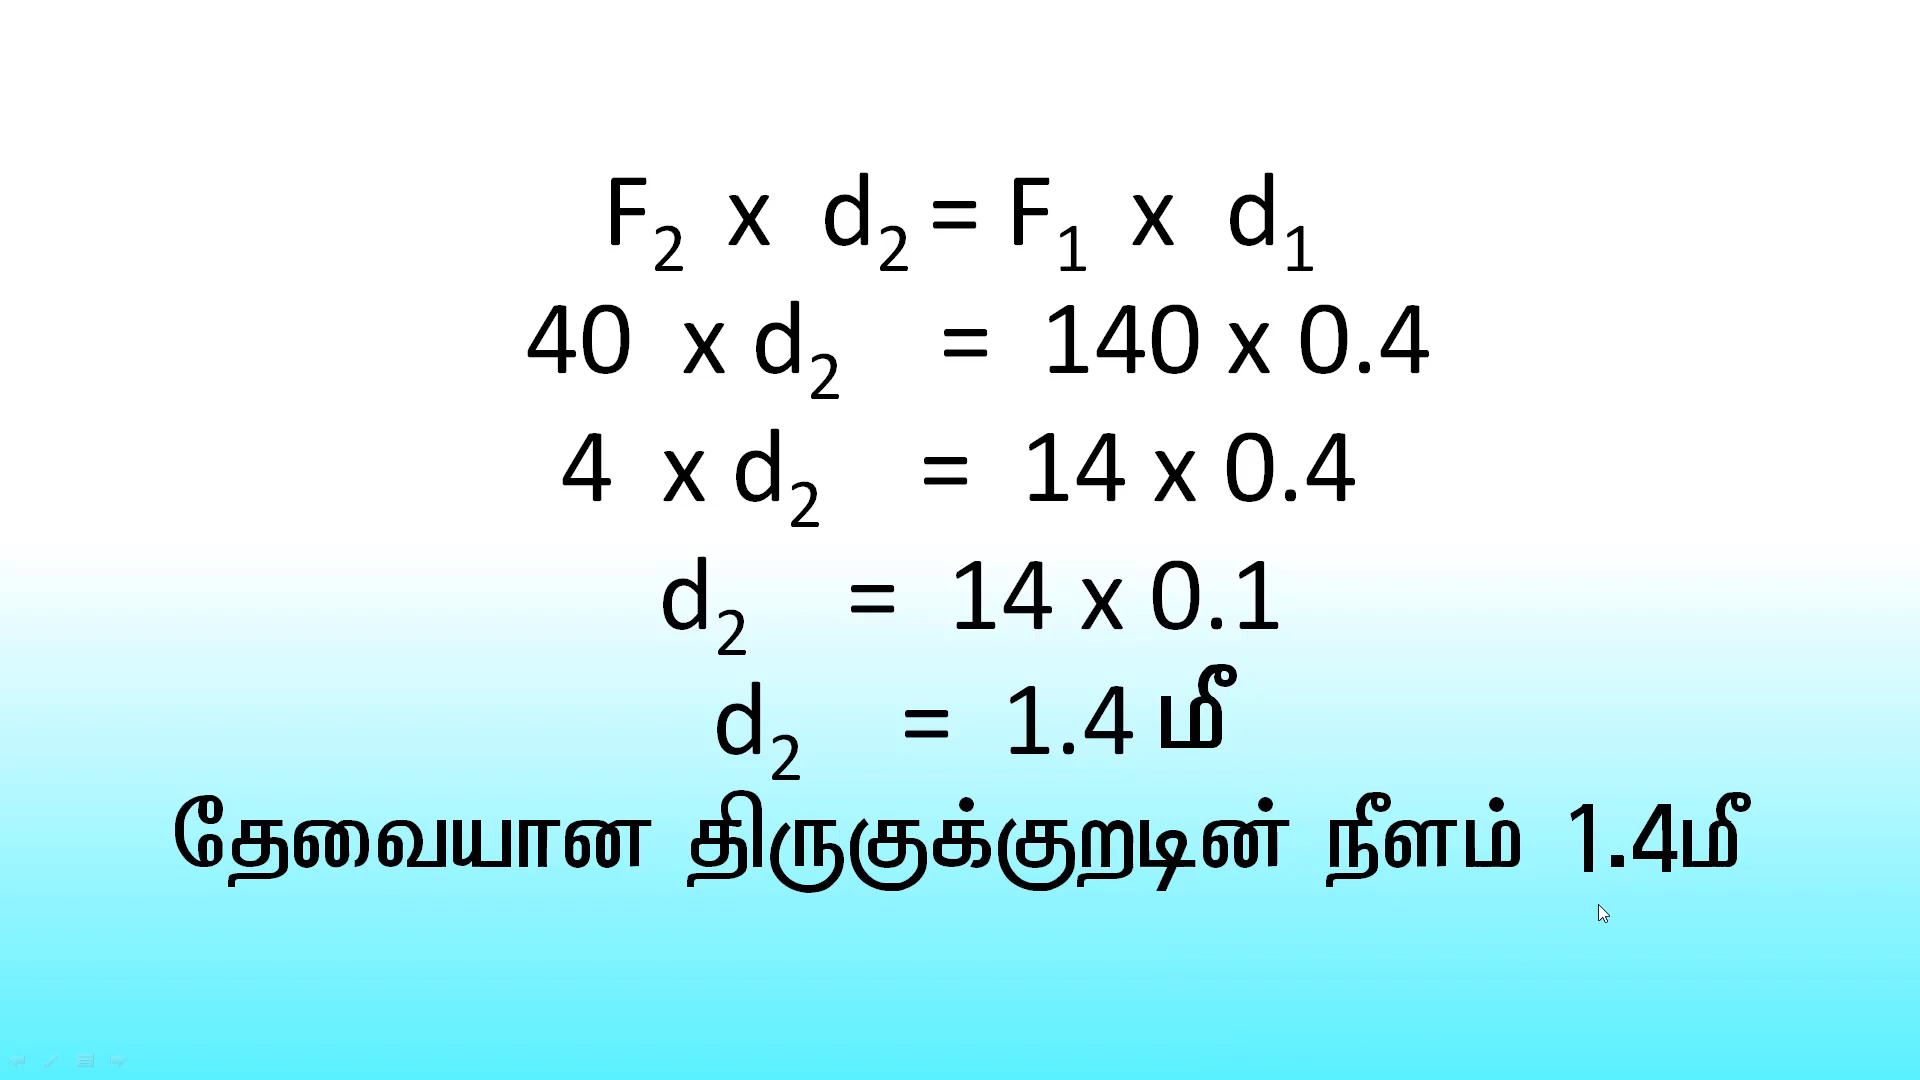 F₂ x d₂ = F₁ x d₁
40 x d₂ = 140 x 0.4
4 x d₂ = 14 x 0.4
d₂ = 14 x 0.1
d₂ = 1.4 மீ
தேவையான திருகுக்குறடின் நீளம் 1.4மீ